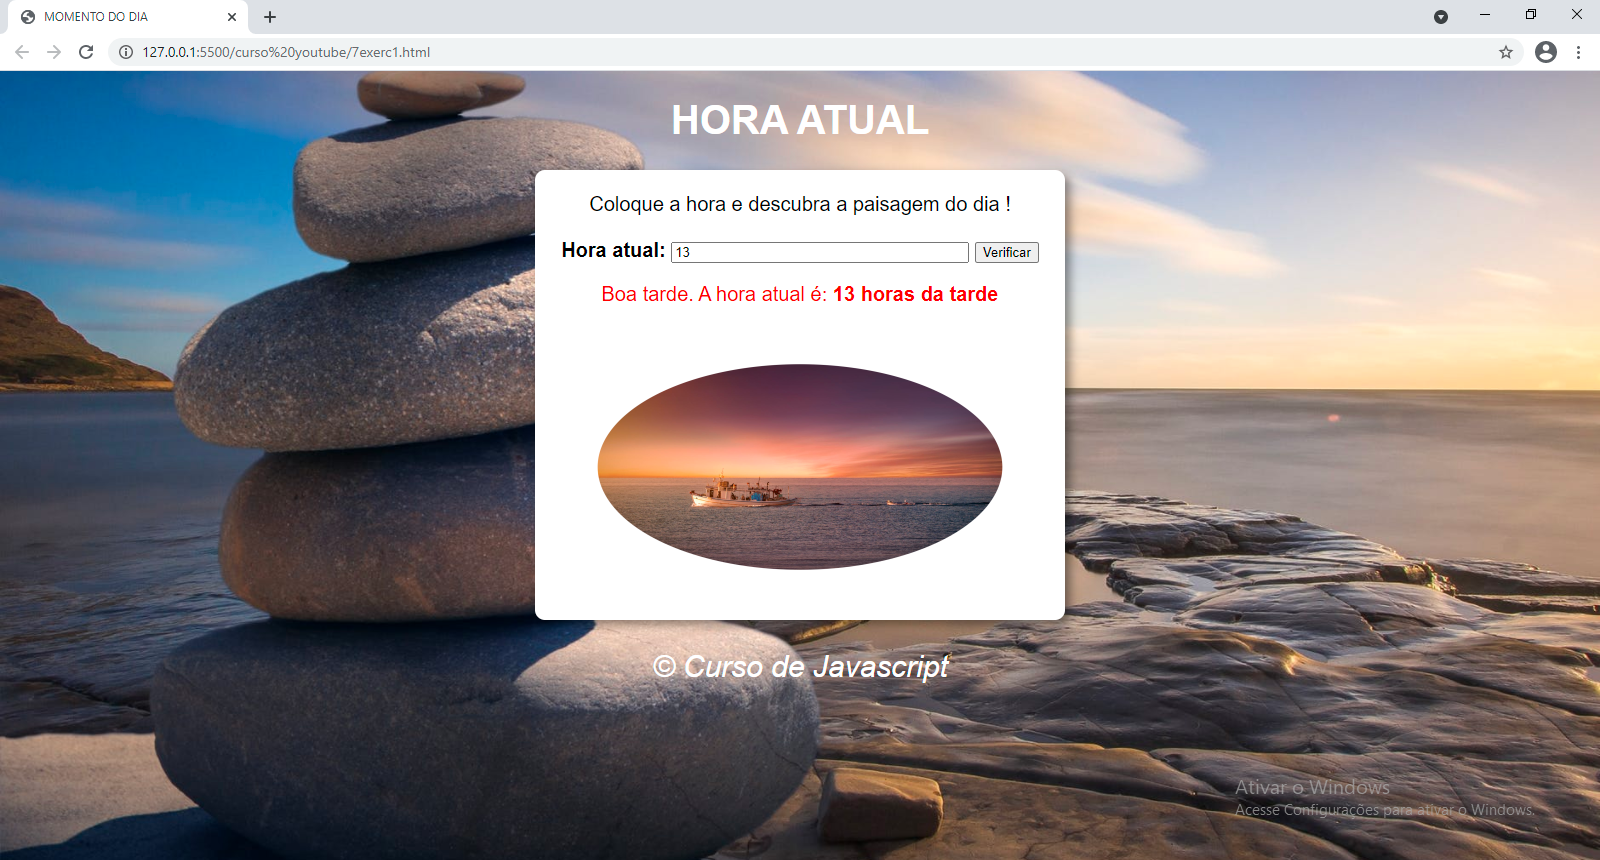 MOMENTO DO DIA
127.0.0.1:5500/curso%20youtube/7exerc1.html
HORA ATUAL
Coloque a hora e descubra a paisagem do dia !
Hora atual: 13 Verificar
Boa tarde. A hora atual é: 13 horas da tarde
© Curso de Javascript
Ativar o Windows
Acesse Configurações para ativar o Windows.